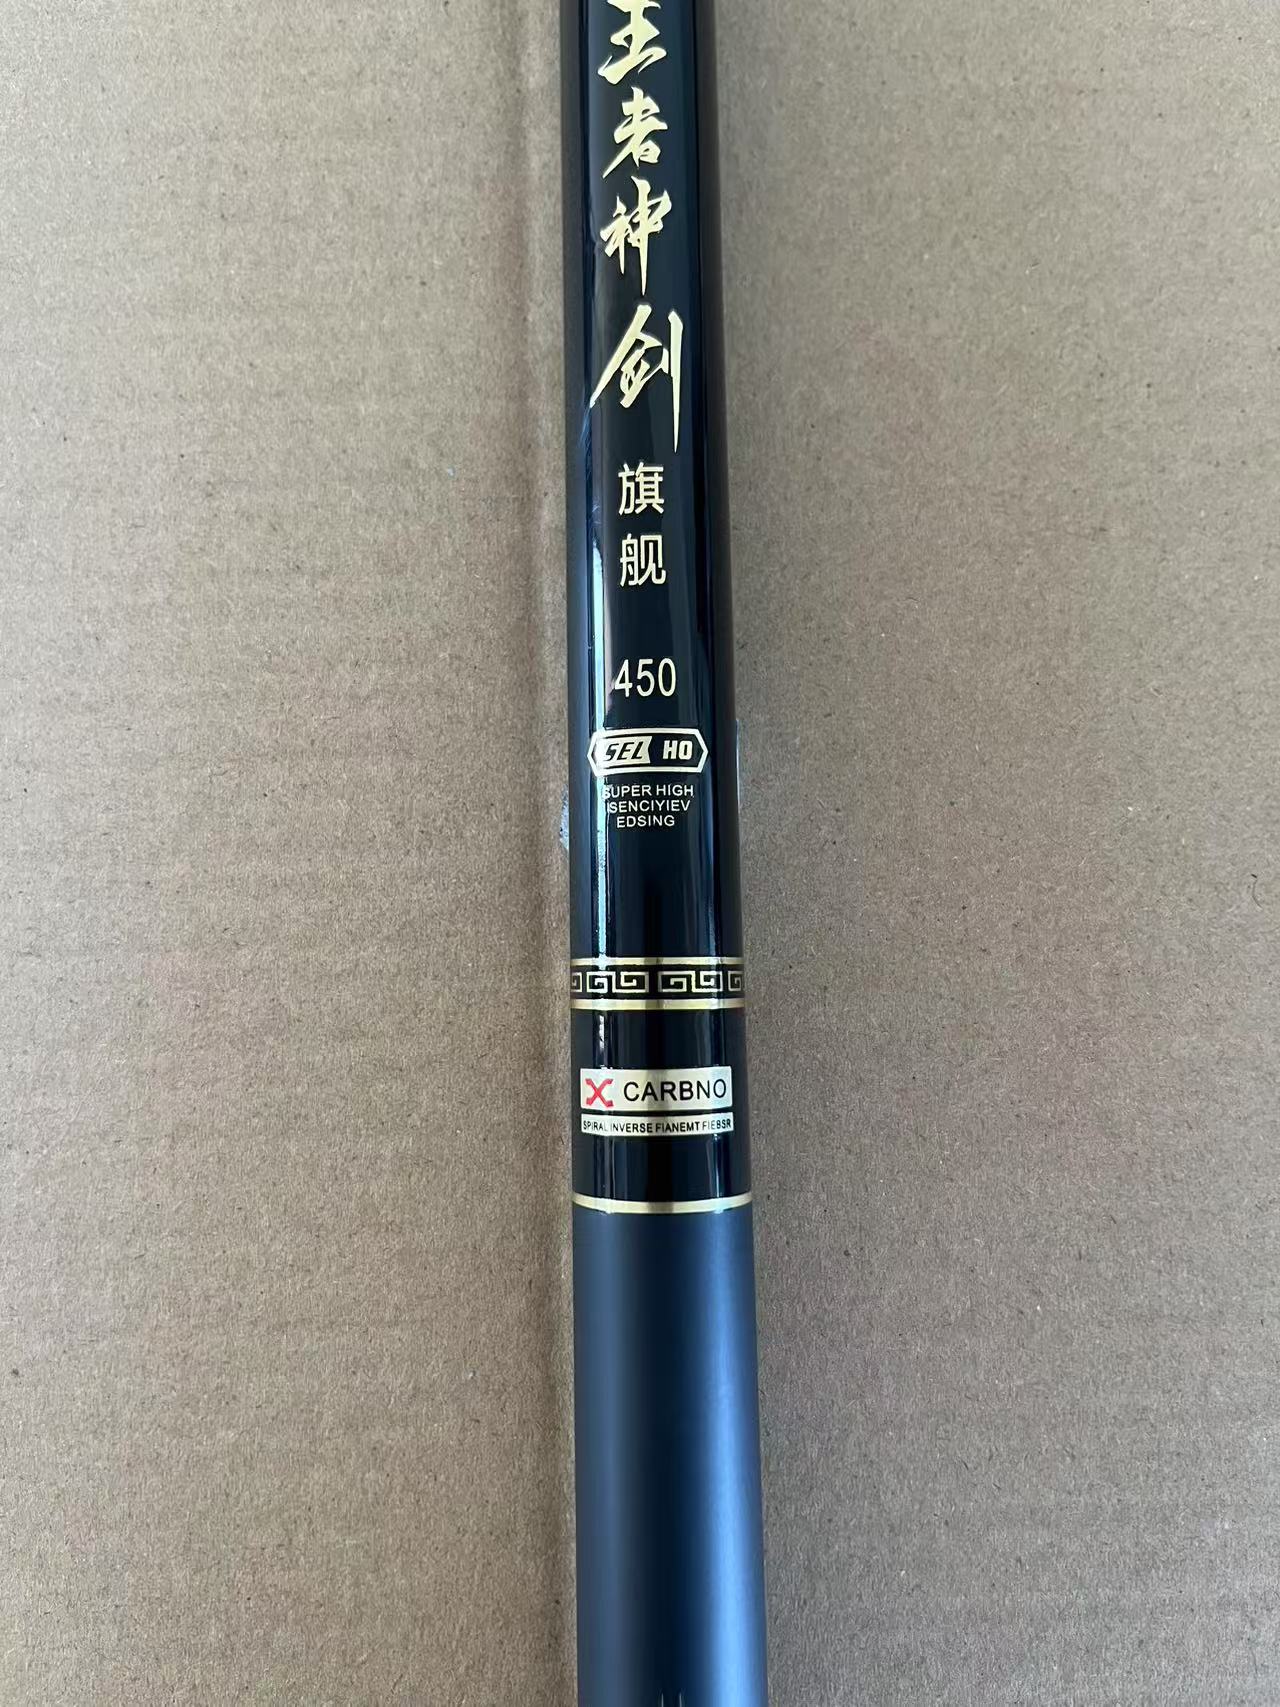 王者神剑
旗舰
450
SEL HO
SUPER HIGH
SENCIYIEV
EDSING
CARBNO
SPIRAL INVERSE FIANEMT FIEBSR